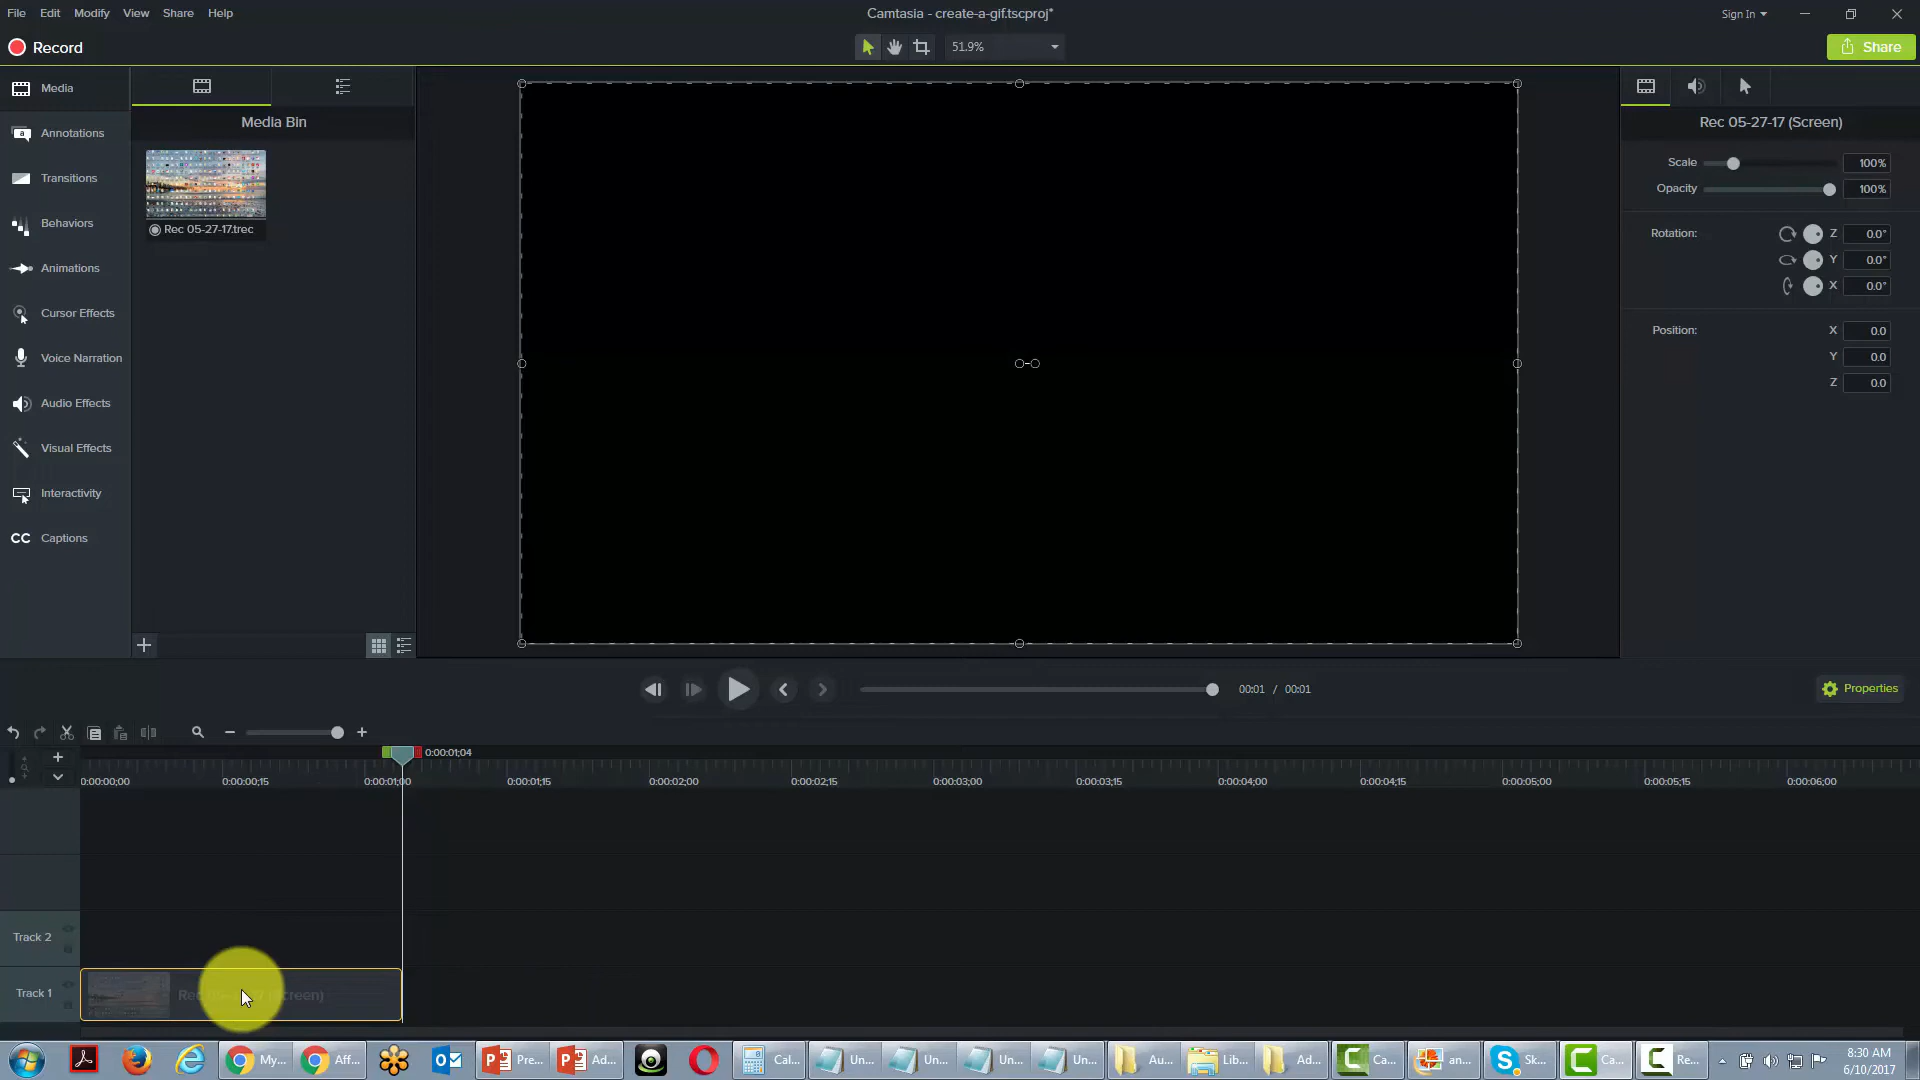 File Edit Modify View Share Help
Camtasia - create-a-gif.tscproj*
Sign In
Record
51.9%
Share
Media
Annotations
Transitions
Behaviors
Animations
Cursor Effects
Voice Narration
Audio Effects
Visual Effects
Interactivity
CC Captions
Media Bin
Rec 05-27-17.trec
Rec 05-27-17 (Screen)
Scale 100%
Opacity 100%
Rotation: Z 0.0°
Y 0.0°
X 0.0°
Position: X 0.0
Y 0.0
Z 0.0
00:01 / 00:01
Properties
0:00:01;04
0:00:00;00 0:00:00;15 0:00:01;00 0:00:01;15 0:00:02;00 0:00:02;15 0:00:03;00 0:00:03;15 0:00:04;00 0:00:04;15 0:00:05;00 0:00:05;15 0:00:06;00
Track 2
Track 1
My... Aff... Pre... Ad... Cal... Un... Un... Un... Un... Au... Lib... Ad... Ca... an... Sk... Ca... Re...
8:30 AM
6/10/2017